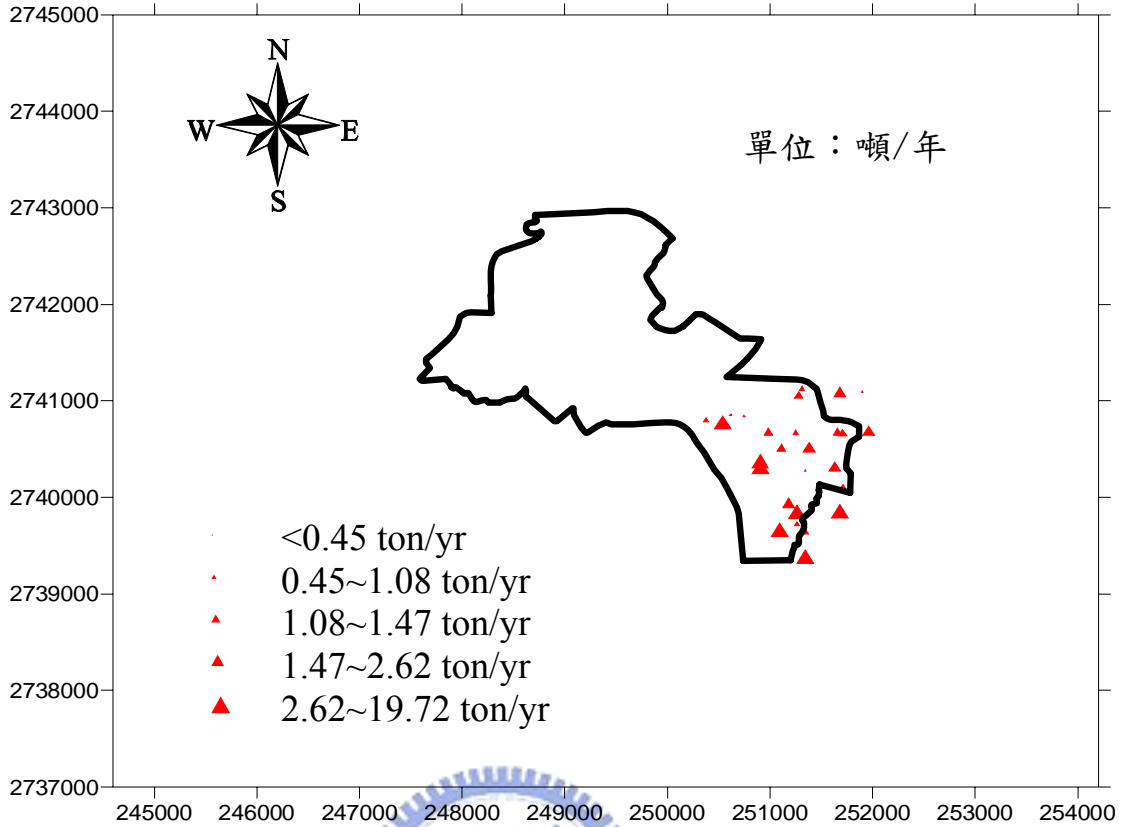 2745000
2744000
2743000
2742000
2741000
2740000
2739000
2738000
2737000
N
W
E
S
單位：噸/年
<0.45 ton/yr
0.45~1.08 ton/yr
1.08~1.47 ton/yr
1.47~2.62 ton/yr
2.62~19.72 ton/yr
245000 246000 247000 248000 249000 250000 251000 252000 253000 254000